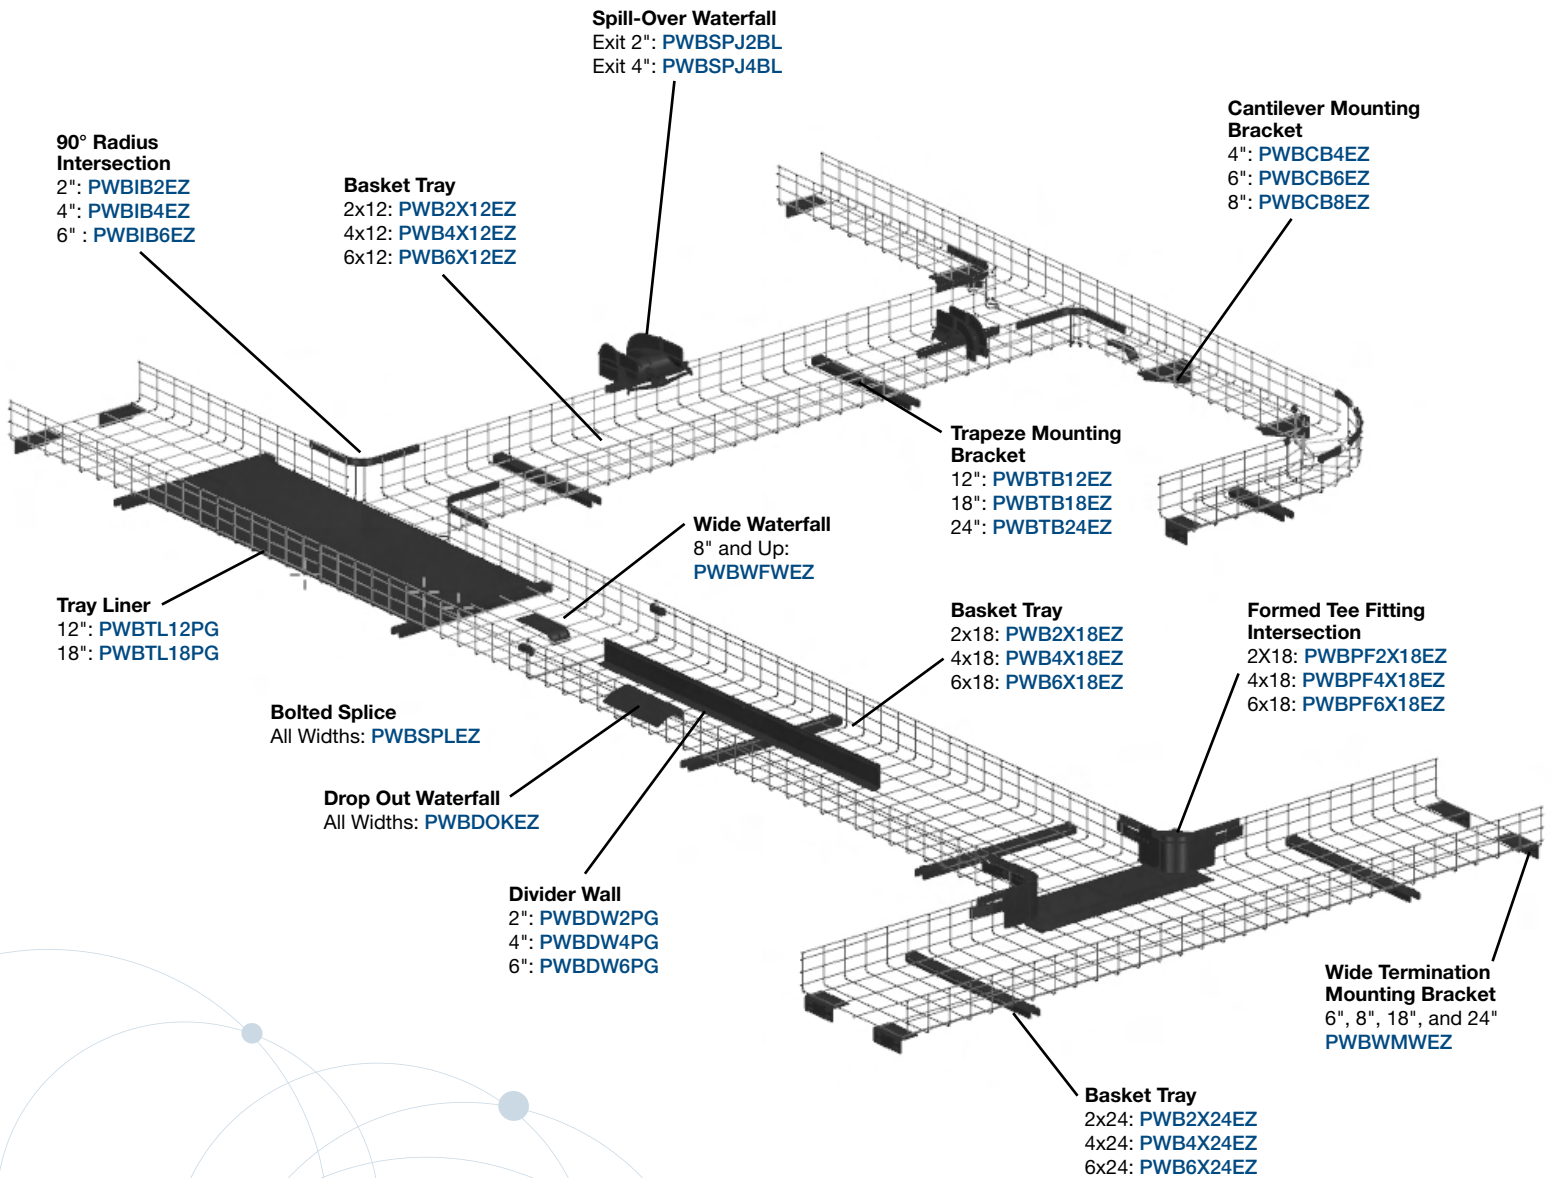 Spill-Over Waterfall
Exit 2": PWBSPJ2BL
Exit 4": PWBSPJ4BL
Cantilever Mounting
Bracket
4": PWBCB4EZ
6": PWBCB6EZ
8": PWBCB8EZ
90° Radius
Intersection
2": PWBIB2EZ
4": PWBIB4EZ
6" : PWBIB6EZ
Basket Tray
2x12: PWB2X12EZ
4x12: PWB4X12EZ
6x12: PWB6X12EZ
Trapeze Mounting
Bracket
12": PWBTB12EZ
18": PWBTB18EZ
24": PWBTB24EZ
Wide Waterfall
8" and Up:
PWBWFWEZ
Tray Liner
12": PWBTL12PG
18": PWBTL18PG
Basket Tray
2x18: PWB2X18EZ
4x18: PWB4X18EZ
6x18: PWB6X18EZ
Formed Tee Fitting
Intersection
2X18: PWBPF2X18EZ
4x18: PWBPF4X18EZ
6x18: PWBPF6X18EZ
Bolted Splice
All Widths: PWBSPLEZ
Drop Out Waterfall
All Widths: PWBDOKEZ
Divider Wall
2": PWBDW2PG
4": PWBDW4PG
6": PWBDW6PG
Wide Termination
Mounting Bracket
6", 8", 18", and 24"
PWBWMWEZ
Basket Tray
2x24: PWB2X24EZ
4x24: PWB4X24EZ
6x24: PWB6X24EZ